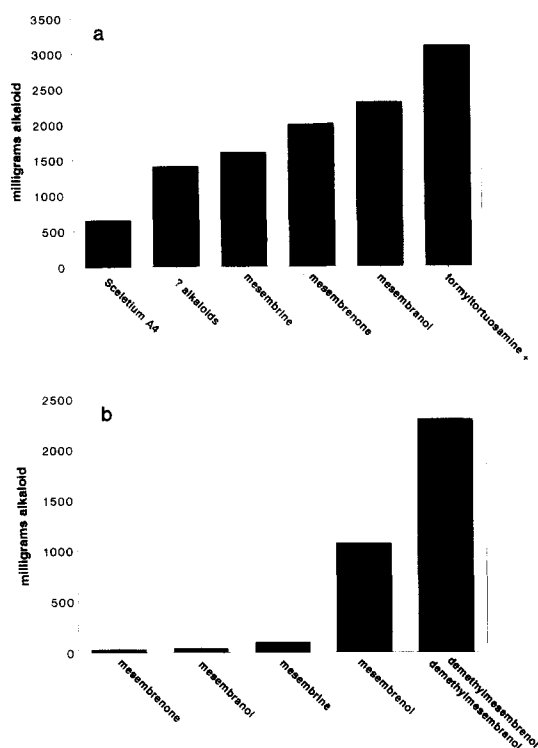 a
milligrams alkaloid
3500
3000
2500
2000
1500
1000
500
0
Sceletium A4
? alkaloids
mesembrine
mesembrenone
mesembranol
formyltortuosamine *
b
milligrams alkaloid
2500
2000
1500
1000
500
0
mesembrenone
mesembranol
mesembrine
mesembrenol
demethylmesembrenol
demethylmesembranol